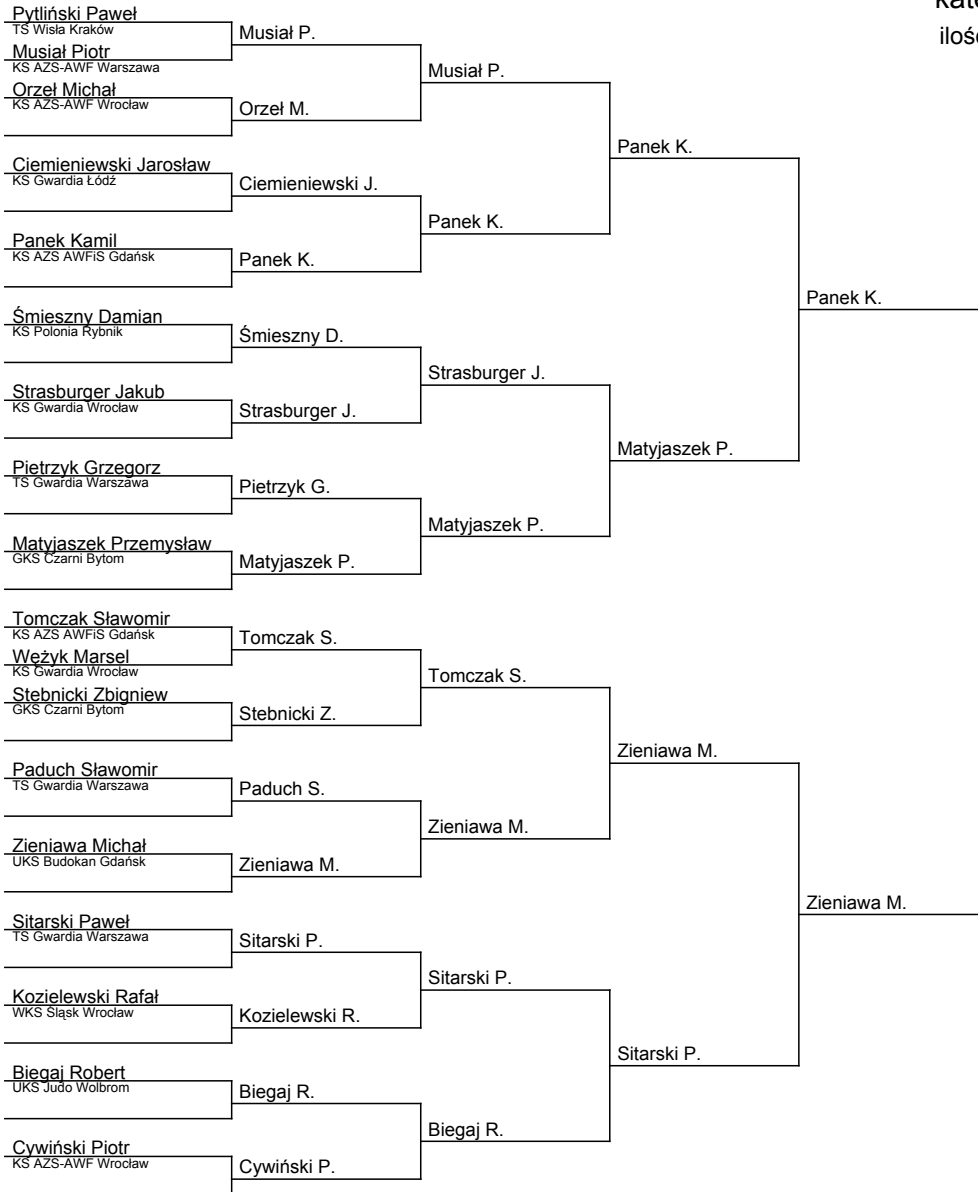 kate
ilość
Pytliński Paweł
TS Wisła Kraków
Musiał P.
Musiał Piotr
KS AZS-AWF Warszawa
Musiał P.
Orzeł Michał
KS AZS-AWF Wrocław
Orzeł M.
Panek K.
Ciemieniewski Jarosław
KS Gwardia Łódź
Ciemieniewski J.
Panek K.
Panek Kamil
KS AZS AWFiS Gdańsk
Panek K.
Panek K.
Śmieszny Damian
KS Polonia Rybnik
Śmieszny D.
Strasburger J.
Strasburger Jakub
KS Gwardia Wrocław
Strasburger J.
Matyjaszek P.
Pietrzyk Grzegorz
TS Gwardia Warszawa
Pietrzyk G.
Matyjaszek P.
Matyjaszek Przemysław
GKS Czarni Bytom
Matyjaszek P.
Tomczak Sławomir
KS AZS AWFiS Gdańsk
Tomczak S.
Wężyk Marsel
KS Gwardia Wrocław
Tomczak S.
Stebnicki Zbigniew
GKS Czarni Bytom
Stebnicki Z.
Zieniawa M.
Paduch Sławomir
TS Gwardia Warszawa
Paduch S.
Zieniawa M.
Zieniawa Michał
UKS Budokan Gdańsk
Zieniawa M.
Zieniawa M.
Sitarski Paweł
TS Gwardia Warszawa
Sitarski P.
Sitarski P.
Kozielewski Rafał
WKS Śląsk Wrocław
Kozielewski R.
Sitarski P.
Biegaj Robert
UKS Judo Wolbrom
Biegaj R.
Biegaj R.
Cywiński Piotr
KS AZS-AWF Wrocław
Cywiński P.